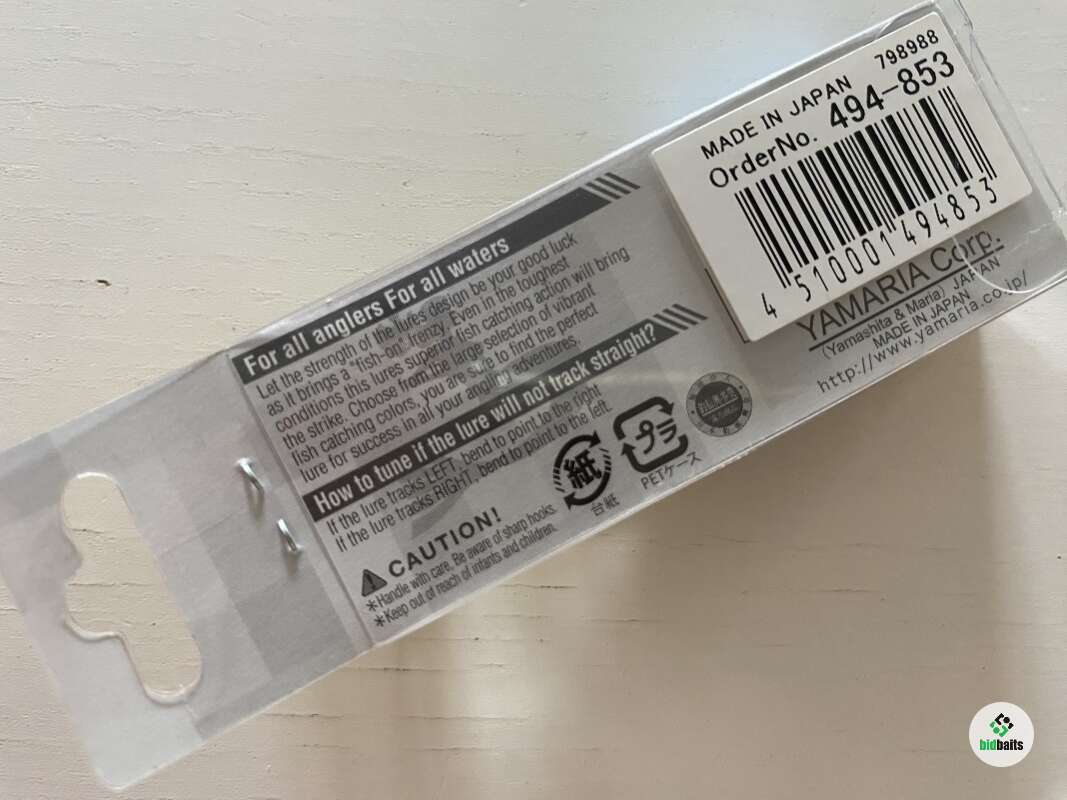 MADE IN JAPAN 798988
OrderNo. 494-853
4 510001 494853
YAMARIA Corp.
(Yamashita & Maria) JAPAN
MADE IN JAPAN
http://www.yamaria.co.jp/
For all anglers For all waters
Let the strength of the lures design be your good luck
as it brings a "fish-on" frenzy. Even in the toughest
conditions this lures superior fish catching action will bring
the strike. Choose from the large selection of vibrant
fish catching colors, you are sure to find the perfect
lure for success in all your angling adventures.
How to tune if the lure will not track straight?
If the lure tracks LEFT, bend to point to the right
If the lure tracks RIGHT, bend to point to the left.
CAUTION!
*Handle with care. Be aware of sharp hooks.
*Keep out of reach of infants and children.
紙
台紙
プラ
PETケース
bidbaits